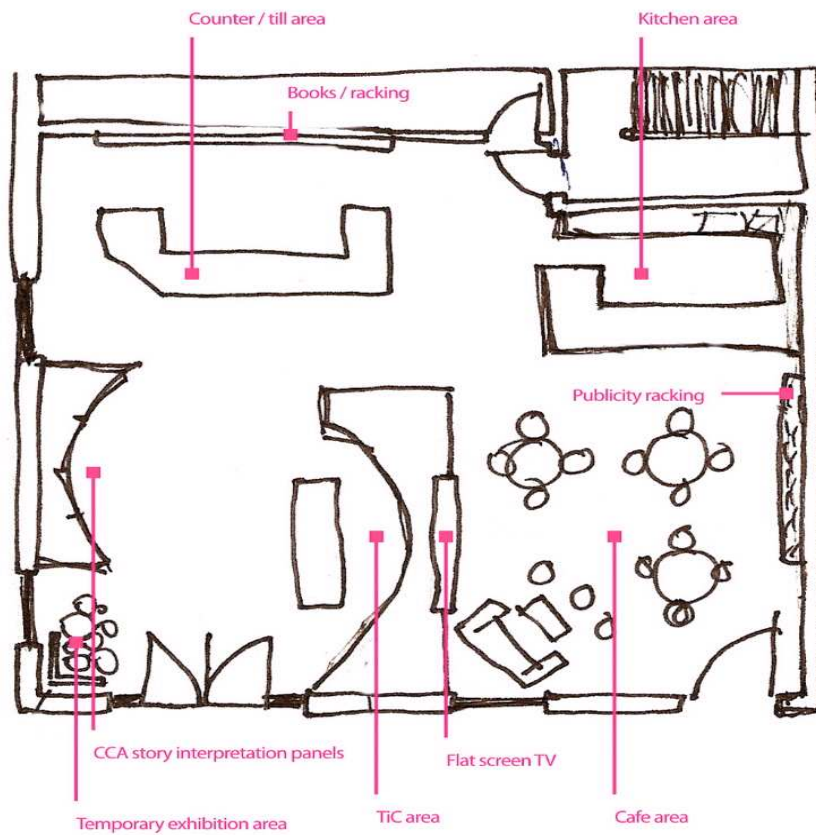 Counter / till area
Kitchen area
Books / racking
Publicity racking
CCA story interpretation panels
Flat screen TV
Temporary exhibition area
TiC area
Cafe area